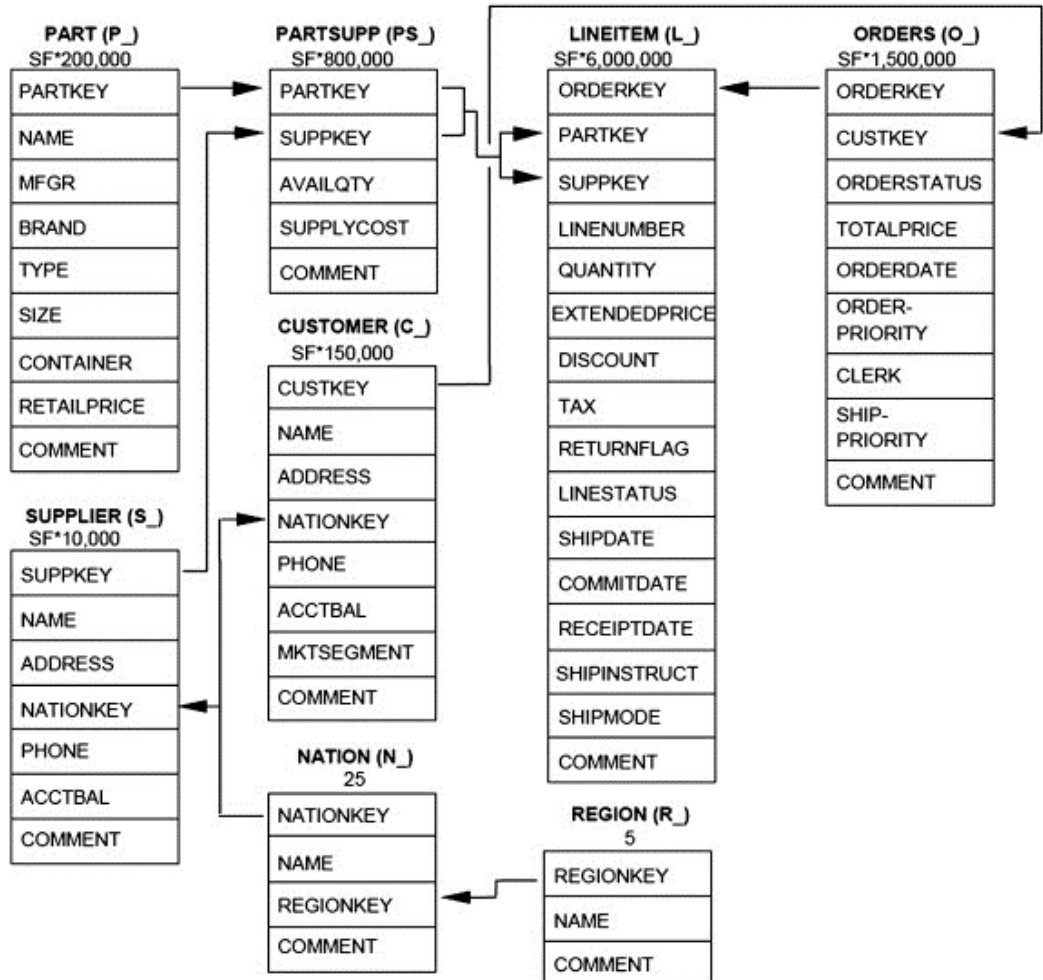 PART (P_)
SF*200,000
PARTKEY
NAME
MFGR
BRAND
TYPE
SIZE
CONTAINER
RETAILPRICE
COMMENT
SUPPLIER (S_)
SF*10,000
SUPPKEY
NAME
ADDRESS
NATIONKEY
PHONE
ACCTBAL
COMMENT
PARTSUPP (PS_)
SF*800,000
PARTKEY
SUPPKEY
AVAILQTY
SUPPLYCOST
COMMENT
CUSTOMER (C_)
SF*150,000
CUSTKEY
NAME
ADDRESS
NATIONKEY
PHONE
ACCTBAL
MKTSEGMENT
COMMENT
NATION (N_)
25
NATIONKEY
NAME
REGIONKEY
COMMENT
LINEITEM (L_)
SF*6,000,000
ORDERKEY
PARTKEY
SUPPKEY
LINENUMBER
QUANTITY
EXTENDEDPRICE
DISCOUNT
TAX
RETURNFLAG
LINESTATUS
SHIPDATE
COMMITDATE
RECEIPTDATE
SHIPINSTRUCT
SHIPMODE
COMMENT
REGION (R_)
5
REGIONKEY
NAME
COMMENT
ORDERS (O_)
SF*1,500,000
ORDERKEY
CUSTKEY
ORDERSTATUS
TOTALPRICE
ORDERDATE
ORDER-
PRIORITY
CLERK
SHIP-
PRIORITY
COMMENT